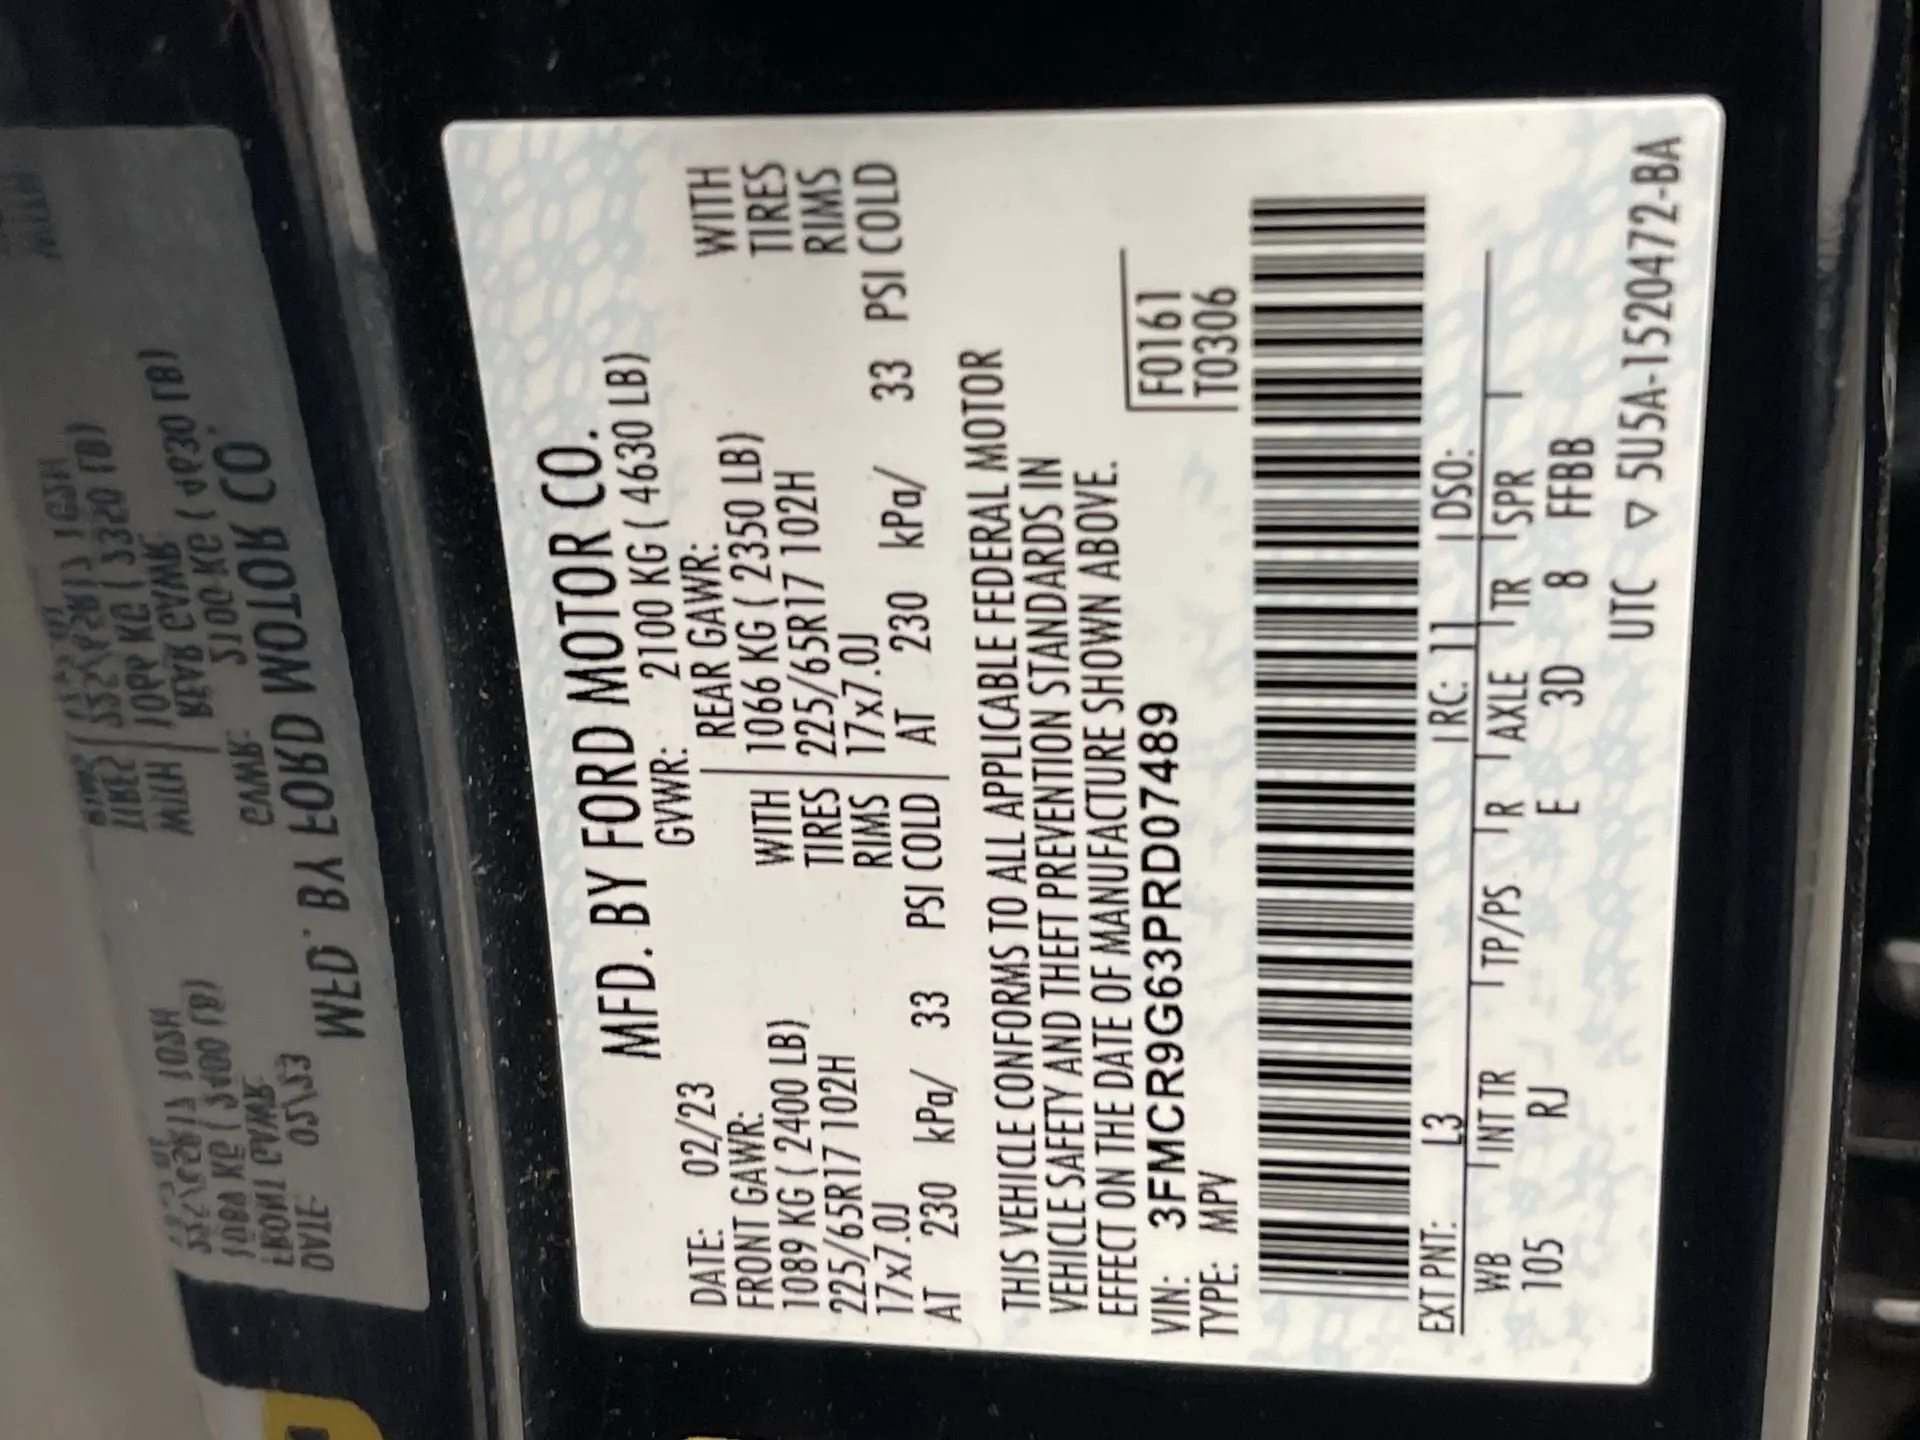 MFD. BY FORD MOTOR CO.
DATE: 02/23 GVWR: 2100 KG ( 4630 LB)
FRONT GAWR: REAR GAWR:
1089 KG ( 2400 LB) WITH 1066 KG ( 2350 LB) WITH
225/65R17 102H TIRES 225/65R17 102H TIRES
17x7.0J RIMS 17x7.0J RIMS
AT 230 kPa/ 33 PSI COLD AT 230 kPa/ 33 PSI COLD
THIS VEHICLE CONFORMS TO ALL APPLICABLE FEDERAL MOTOR
VEHICLE SAFETY AND THEFT PREVENTION STANDARDS IN
EFFECT ON THE DATE OF MANUFACTURE SHOWN ABOVE.
VIN: 3FMCR9G63PRD07489 F0161
TYPE: MPV T0306
EXT PNT: L3 RC: 11 DSO:
WB INT TR TP/PS R AXLE TR SPR
105 RJ E 3D 8 FFBB
UTC ▽ 5U5A-1520472-BA